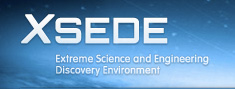 XSEDE
Extreme Science and Engineering
Discovery Environment